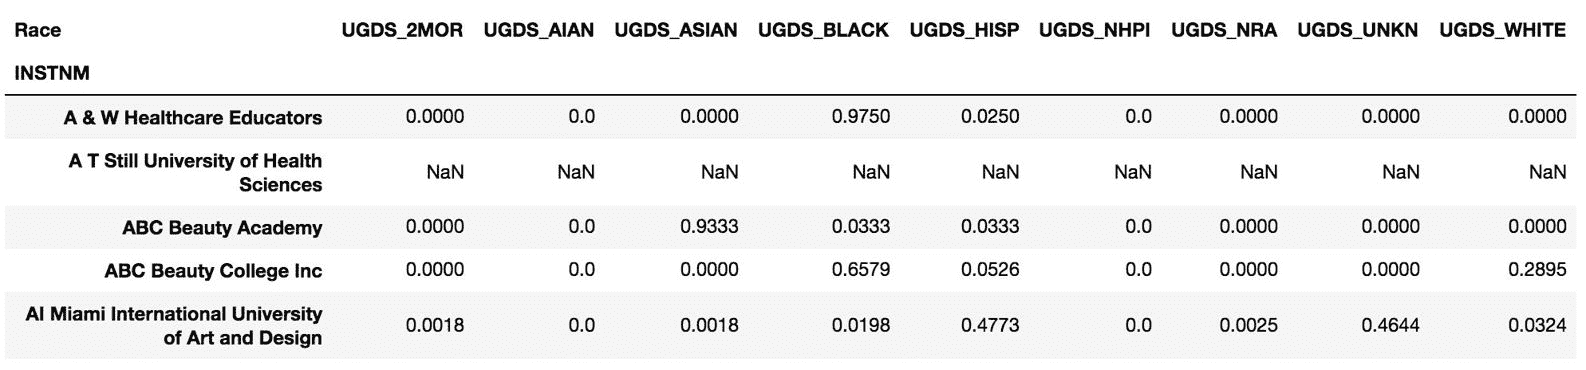 Race UGDS_2MOR UGDS_AIAN UGDS_ASIAN UGDS_BLACK UGDS_HISP UGDS_NHPI UGDS_NRA UGDS_UNKN UGDS_WHITE
INSTNM
A & W Healthcare Educators 0.0000 0.0 0.0000 0.9750 0.0250 0.0 0.0000 0.0000 0.0000
A T Still University of Health
Sciences NaN NaN NaN NaN NaN NaN NaN NaN NaN
ABC Beauty Academy 0.0000 0.0 0.9333 0.0333 0.0333 0.0 0.0000 0.0000 0.0000
ABC Beauty College Inc 0.0000 0.0 0.0000 0.6579 0.0526 0.0 0.0000 0.0000 0.2895
AI Miami International University
of Art and Design 0.0018 0.0 0.0018 0.0198 0.4773 0.0 0.0025 0.4644 0.0324